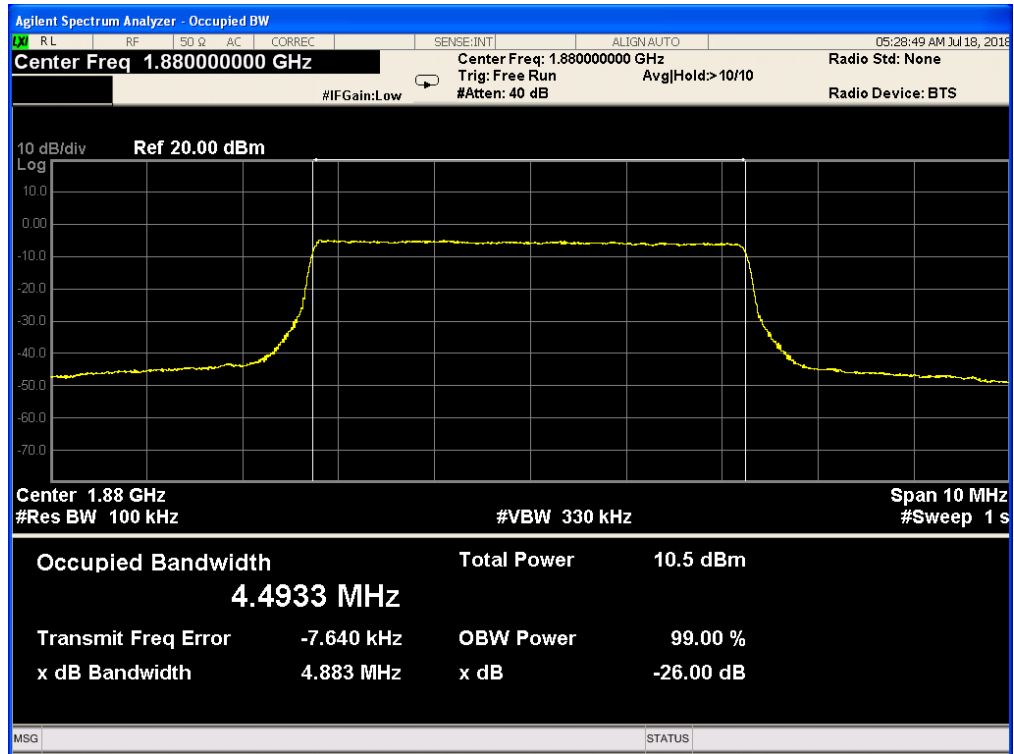 Agilent Spectrum Analyzer - Occupied BW
LXI RL RF 50 Ω AC CORREC SENSE:INT ALIGN AUTO 05:28:49 AM Jul 18, 2018
Center Freq 1.880000000 GHz Center Freq: 1.880000000 GHz Radio Std: None
Trig: Free Run Avg|Hold:> 10/10
#IFGain:Low #Atten: 40 dB Radio Device: BTS
10 dB/div Ref 20.00 dBm
Log
10.0
0.00
-10.0
-20.0
-30.0
-40.0
-50.0
-60.0
-70.0
Center 1.88 GHz Span 10 MHz
#Res BW 100 kHz #VBW 330 kHz #Sweep 1 s
Occupied Bandwidth Total Power 10.5 dBm
4.4933 MHz
Transmit Freq Error -7.640 kHz OBW Power 99.00 %
x dB Bandwidth 4.883 MHz x dB -26.00 dB
MSG STATUS